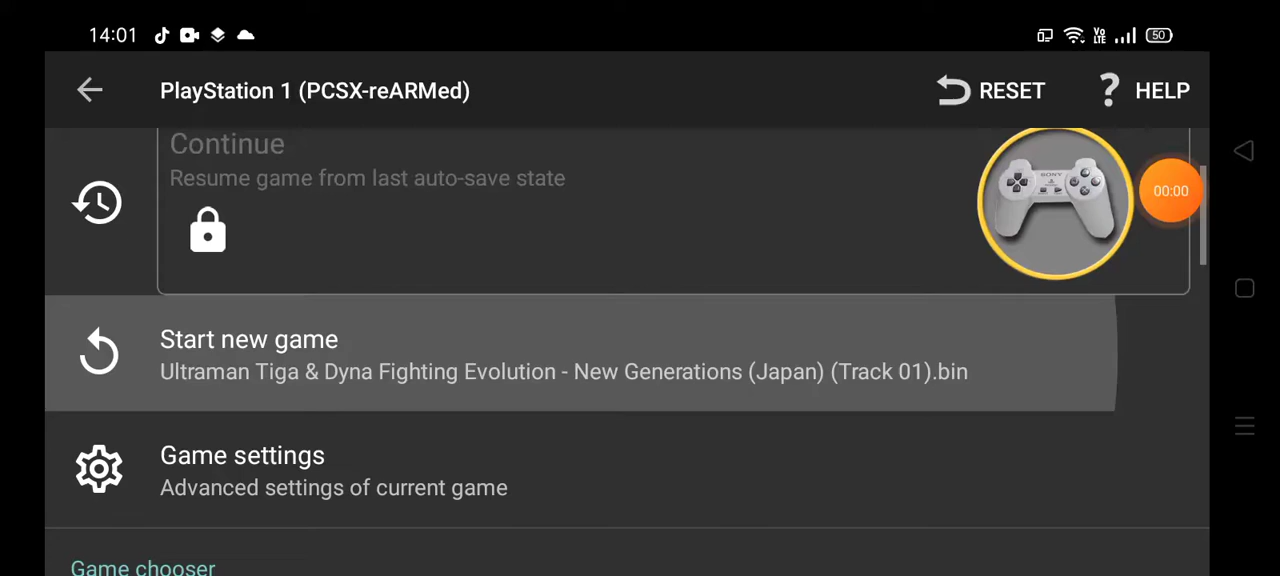 14:01
VO LTE
50
PlayStation 1 (PCSX-reARMed)
RESET
? HELP
Continue
Resume game from last auto-save state
SONY
00:00
Start new game
Ultraman Tiga & Dyna Fighting Evolution - New Generations (Japan) (Track 01).bin
Game settings
Advanced settings of current game
Game chooser